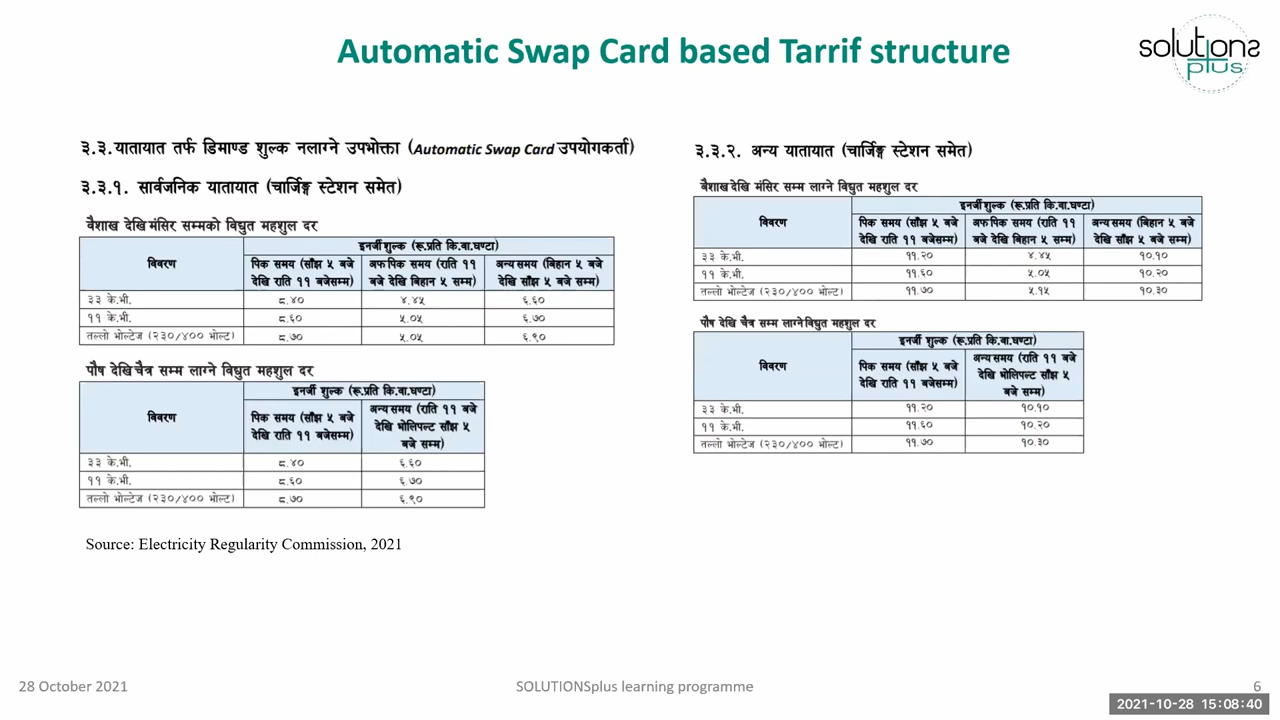 Automatic Swap Card based Tarrif structure
solutions
plus
३.३.यातायात तर्फ डिमाण्ड शुल्क नलाग्ने उपभोक्ता (Automatic Swap Card उपयोगकर्ता)
३.३.१. सार्वजनिक यातायात (चार्जिङ्ग स्टेशन समेत)
बैशाख देखि मंसिर सम्मको विद्युत महशुल दर
विवरण
इनर्जी शुल्क (रू.प्रति कि.वा.घण्टा)
पिक समय (साँझ ५ बजे देखि राति ११ बजेसम्म)
अफपिक समय (राति ११ बजे देखि बिहान ५ सम्म)
अन्यसमय (बिहान ५ बजे देखि साँझ ५ बजे सम्म)
३३ के.भी. ८.४० ४.४५ ६.६०
११ के.भी. ८.६० ५.०५ ६.७०
तल्लो भोल्टेज (२३०/४०० भोल्ट) ८.७० ५.०५ ६.९०
पौष देखि चैत्र सम्म लाग्ने विद्युत महशुल दर
विवरण
इनर्जी शुल्क (रू.प्रति कि.वा.घण्टा)
पिक समय (साँझ ५ बजे देखि राति ११ बजेसम्म)
अन्यसमय (राति ११ बजे देखि भोलिपल्ट साँझ ५ बजे सम्म)
३३ के.भी. ८.४० ६.६०
११ के.भी. ८.६० ६.७०
तल्लो भोल्टेज (२३०/४०० भोल्ट) ८.७० ६.९०
Source: Electricity Regularity Commission, 2021
३.३.२. अन्य यातायात (चार्जिङ्ग स्टेशन समेत)
बैशाख देखि मंसिर सम्म लाग्ने विद्युत महशुल दर
विवरण
इनर्जी शुल्क (रू.प्रति कि.वा.घण्टा)
पिक समय (साँझ ५ बजे देखि राति ११ बजेसम्म)
अफपिक समय (राति ११ बजे देखि बिहान ५ सम्म)
अन्यसमय (बिहान ५ बजे देखि साँझ ५ बजे सम्म)
३३ के.भी. ११.२० ४.४५ १०.१०
११ के.भी. ११.६० ५.०५ १०.२०
तल्लो भोल्टेज (२३०/४०० भोल्ट) ११.७० ५.१५ १०.३०
पौष देखि चैत्र सम्म लाग्ने विद्युत महशुल दर
विवरण
इनर्जी शुल्क (रू.प्रति कि.वा.घण्टा)
पिक समय (साँझ ५ बजे देखि राति ११ बजेसम्म)
अन्यसमय (राति ११ बजे देखि भोलिपल्ट साँझ ५ बजे सम्म)
३३ के.भी. ११.२० १०.१०
११ के.भी. ११.६० १०.२०
तल्लो भोल्टेज (२३०/४०० भोल्ट) ११.७० १०.३०
28 October 2021
SOLUTIONSplus learning programme
6
2021-10-28 15:08:40